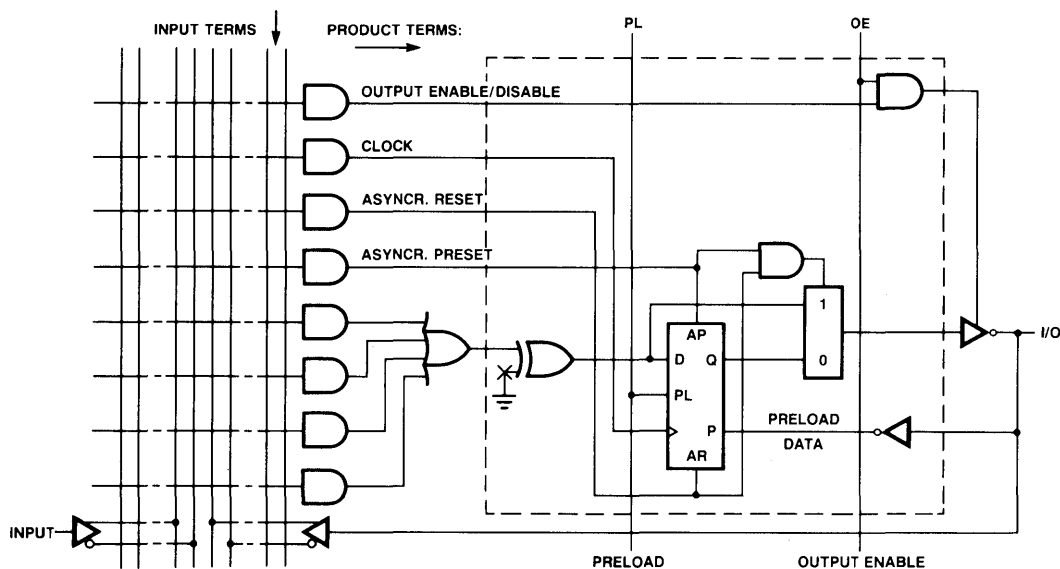 INPUT TERMS
PRODUCT TERMS:
PL
OE
OUTPUT ENABLE/DISABLE
CLOCK
ASYNCR. RESET
ASYNCR. PRESET
1
0
AP
D
Q
PL
P
AR
PRELOAD
DATA
I/O
INPUT
PRELOAD
OUTPUT ENABLE